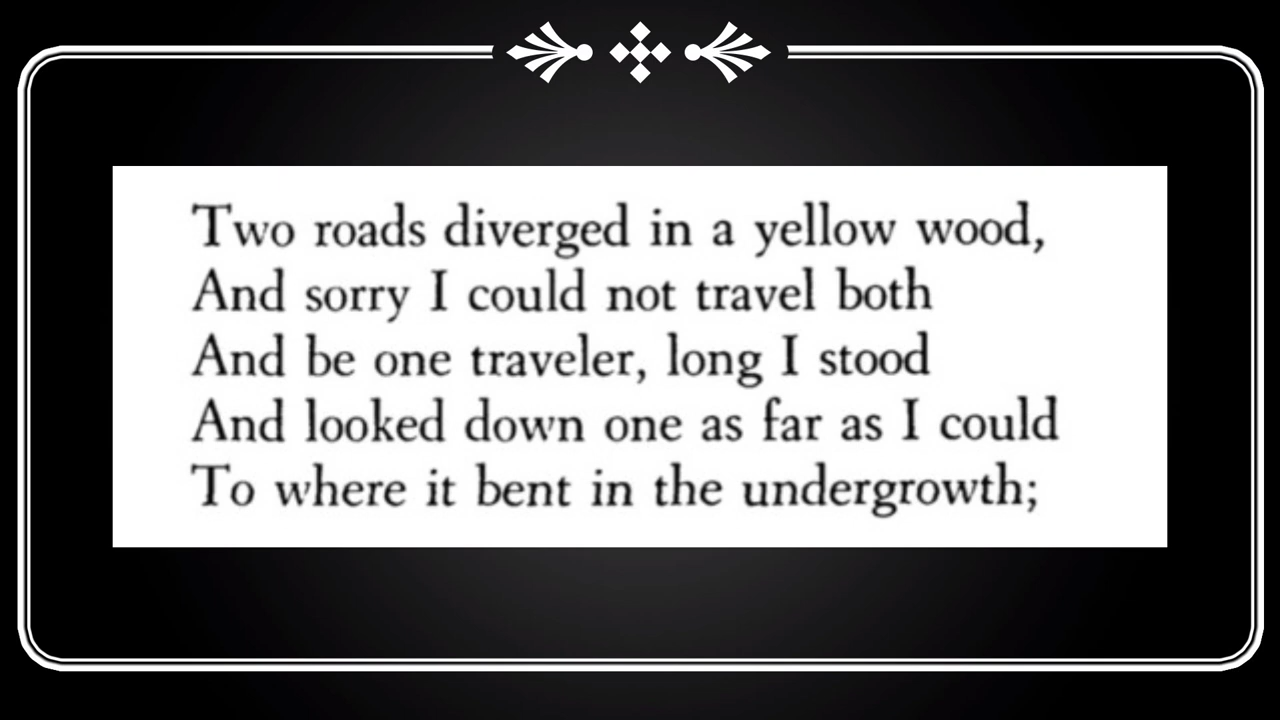 Two roads diverged in a yellow wood,
And sorry I could not travel both
And be one traveler, long I stood
And looked down one as far as I could
To where it bent in the undergrowth;